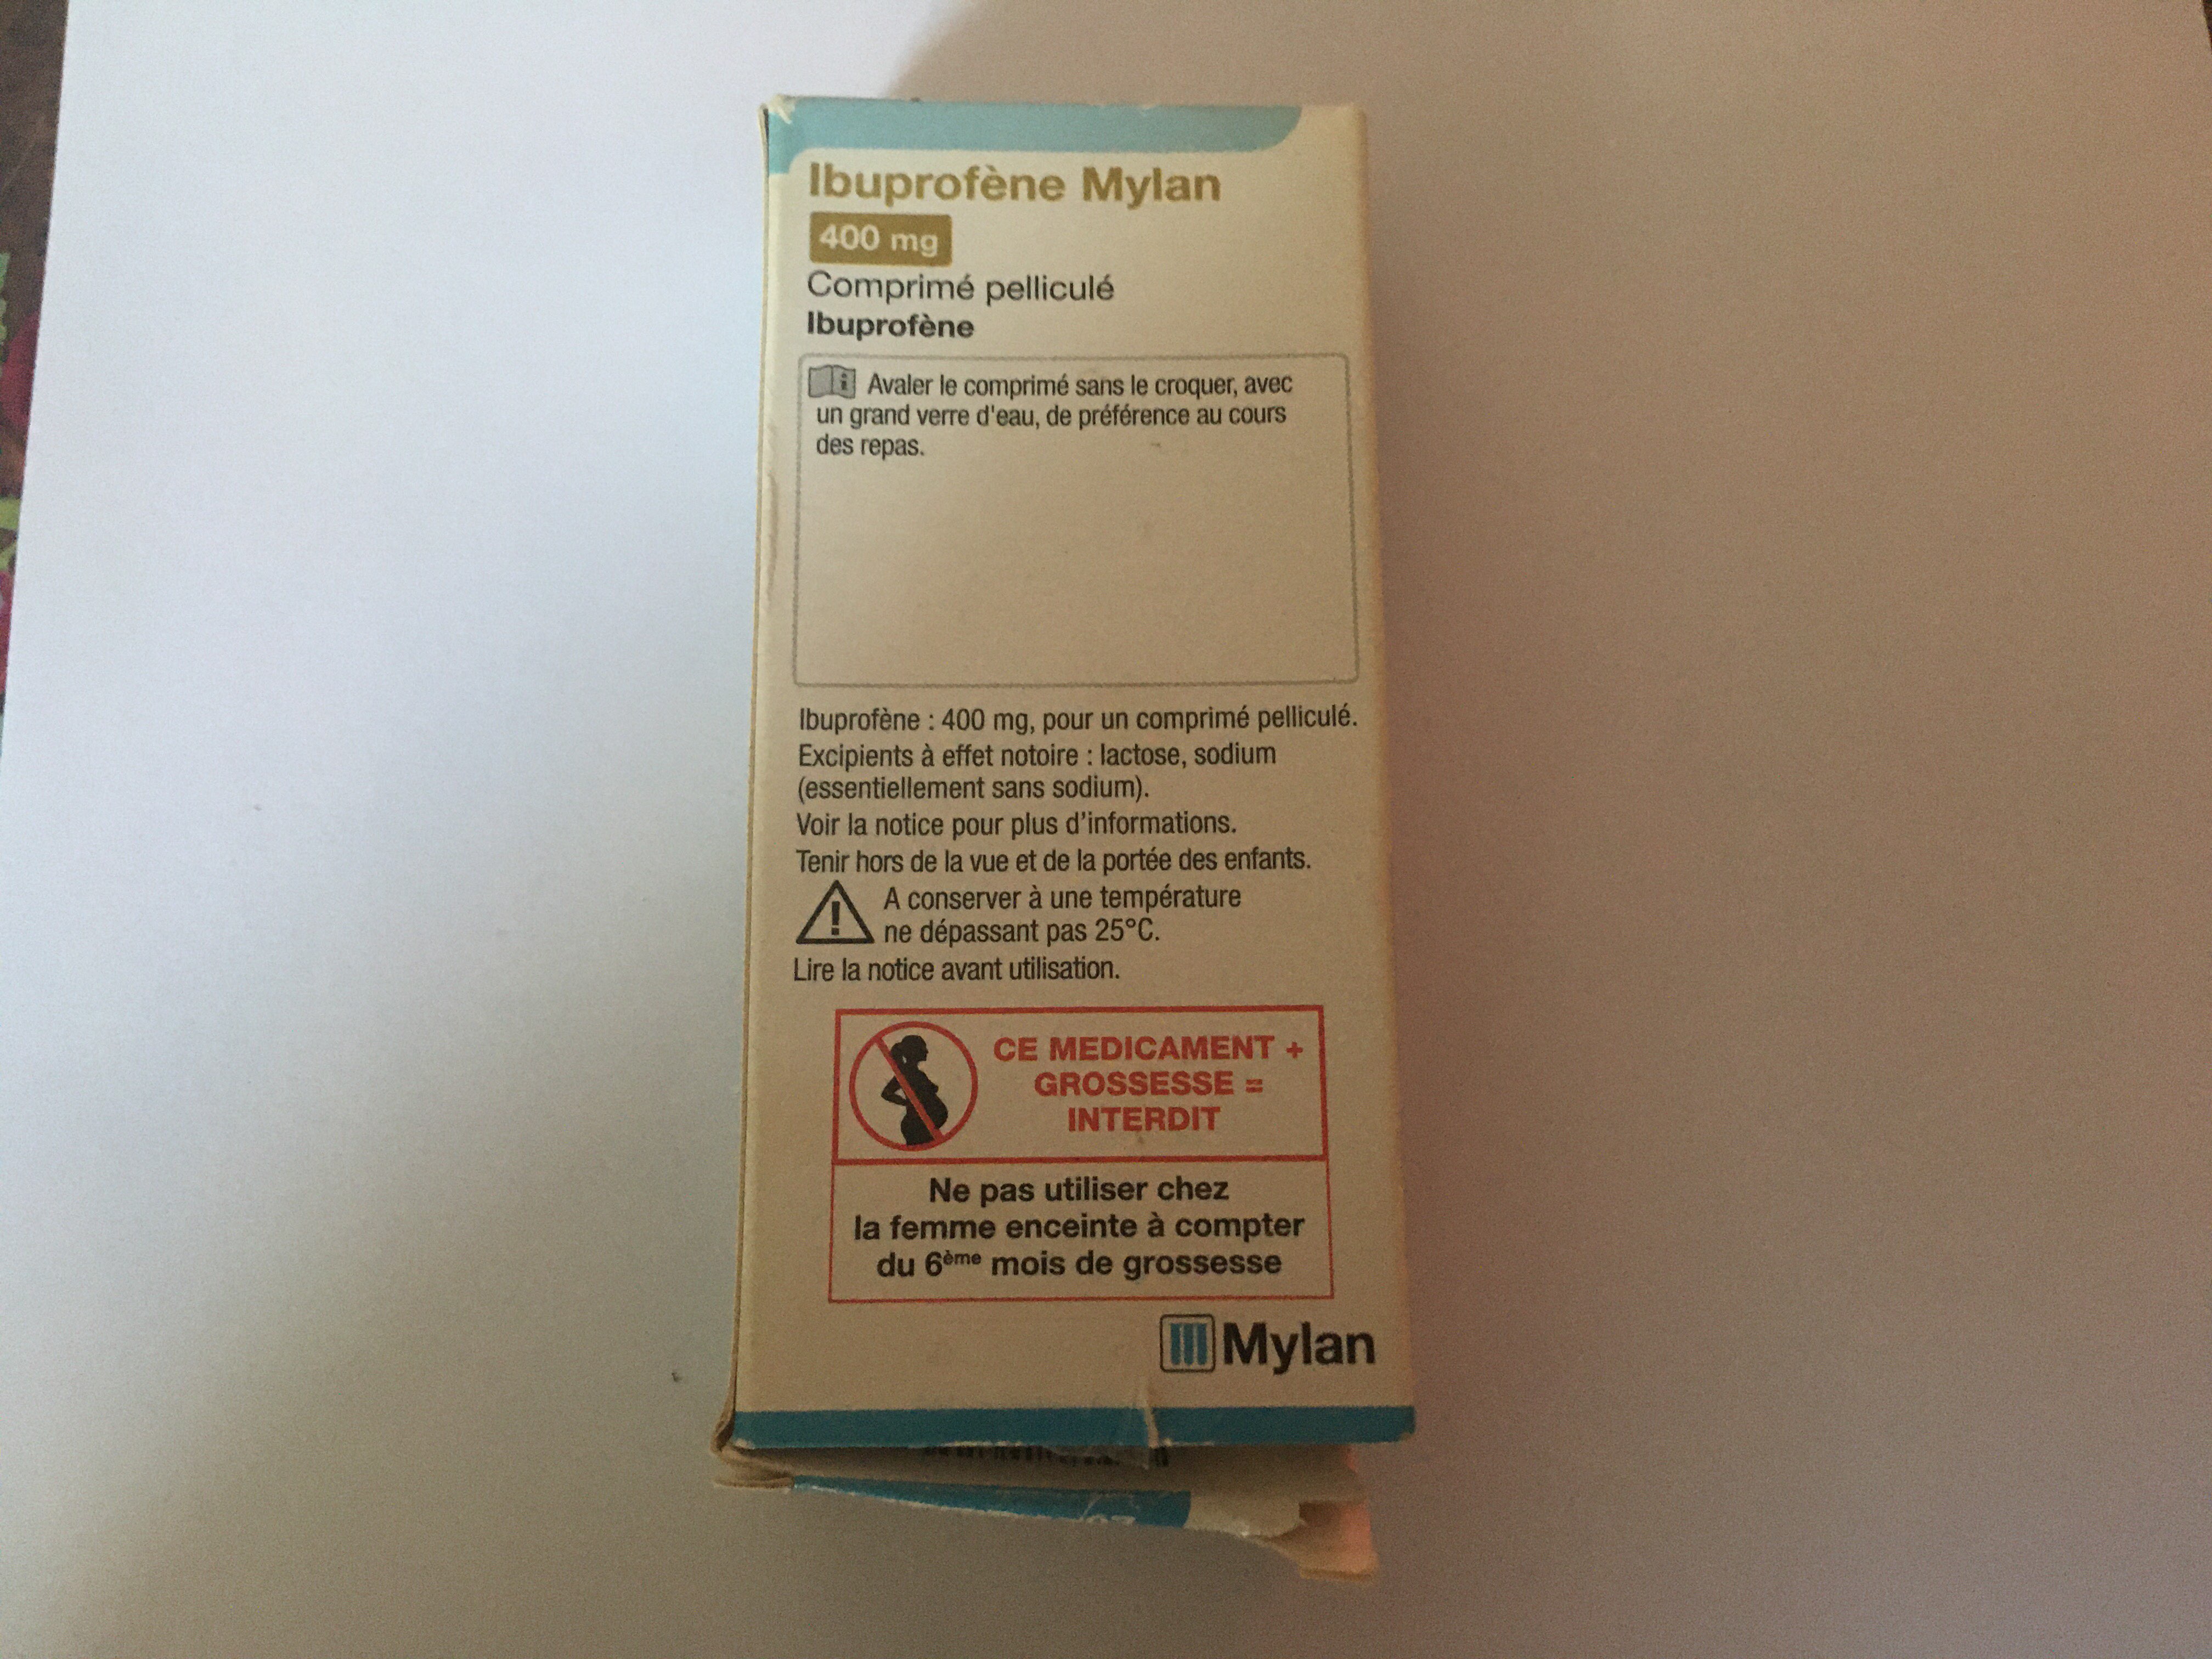 Ibuprofène Mylan
400 mg
Comprimé pelliculé
Ibuprofène
Avaler le comprimé sans le croquer, avec
un grand verre d'eau, de préférence au cours
des repas.
Ibuprofène : 400 mg, pour un comprimé pelliculé.
Excipients à effet notoire : lactose, sodium
(essentiellement sans sodium).
Voir la notice pour plus d'informations.
Tenir hors de la vue et de la portée des enfants.
A conserver à une température
ne dépassant pas 25°C.
Lire la notice avant utilisation.
CE MEDICAMENT +
GROSSESSE =
INTERDIT
Ne pas utiliser chez
la femme enceinte à compter
du 6ème mois de grossesse
Mylan